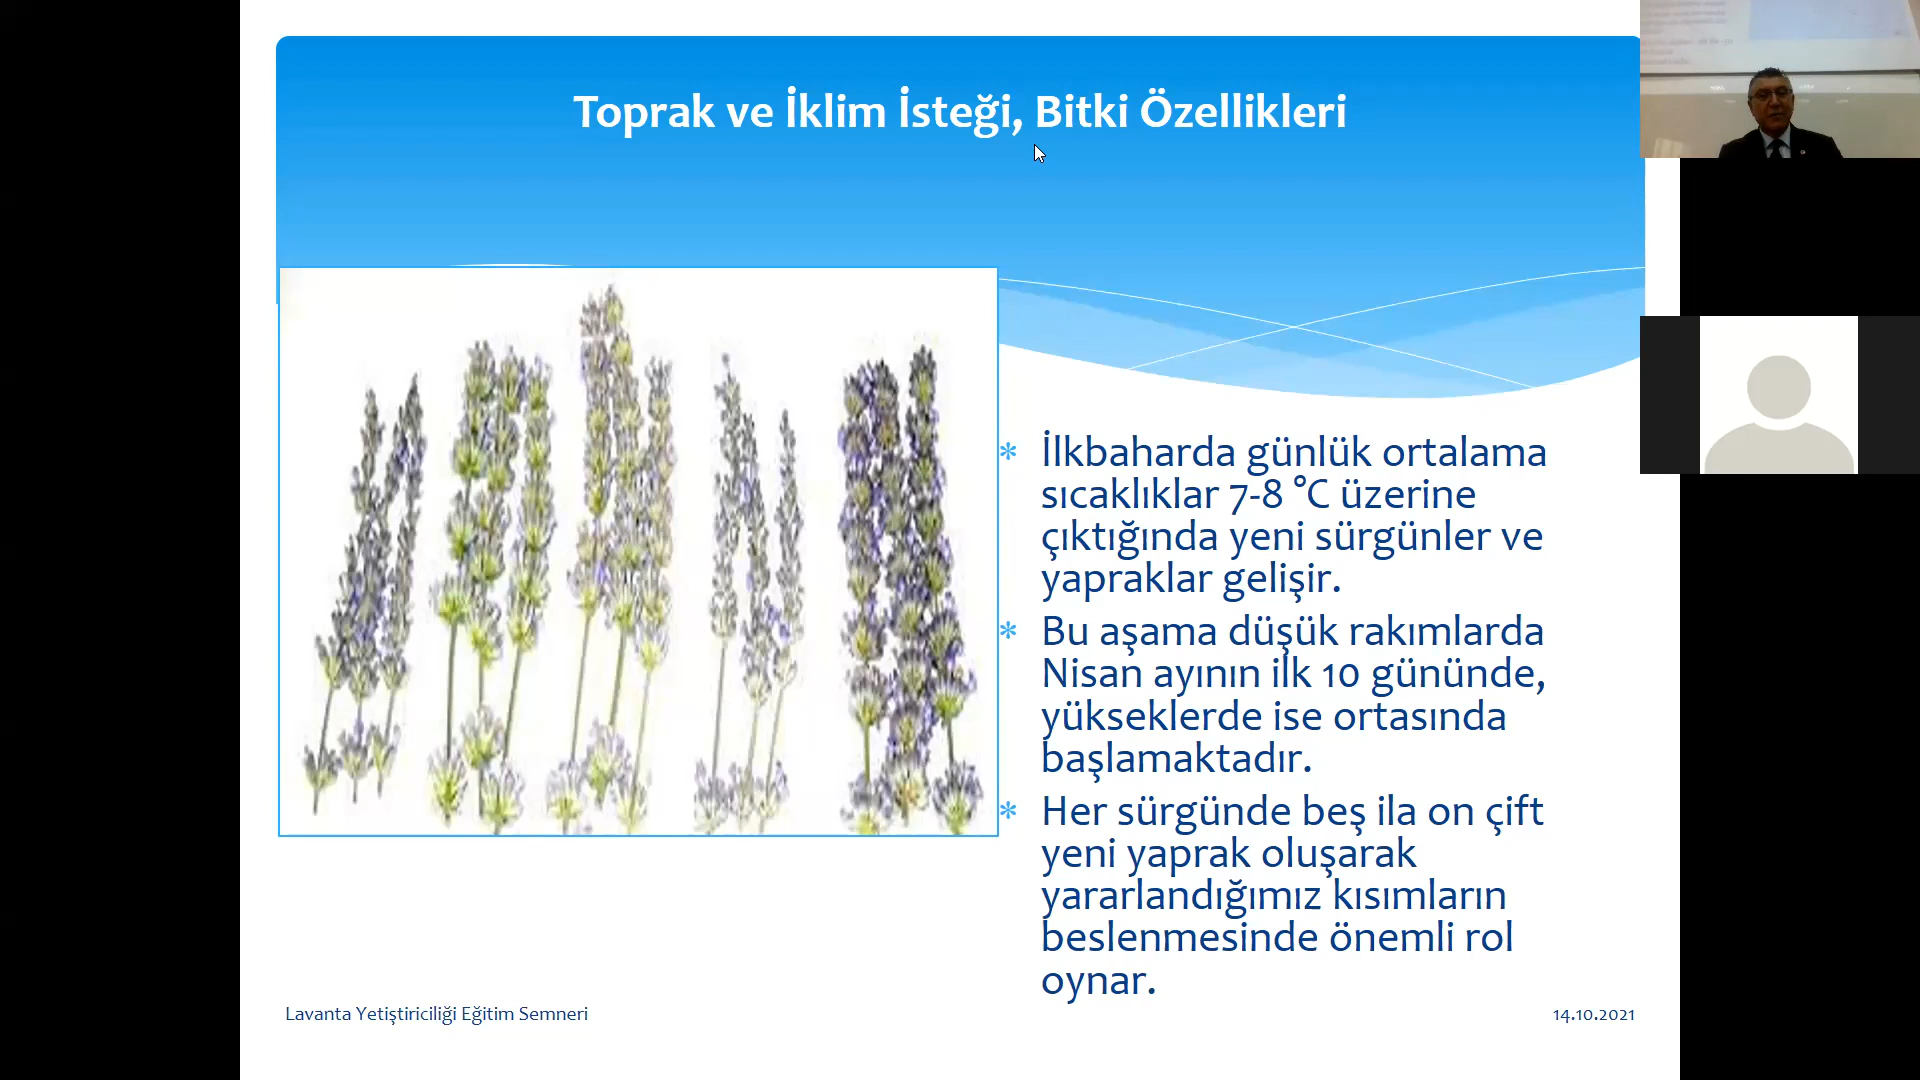 Toprak ve İklim İsteği, Bitki Özellikleri
İlkbaharda günlük ortalama
sıcaklıklar 7-8 °C üzerine
çıktığında yeni sürgünler ve
yapraklar gelişir.
Bu aşama düşük rakımlarda
Nisan ayının ilk 10 gününde,
yükseklerde ise ortasında
başlamaktadır.
Her sürgünde beş ila on çift
yeni yaprak oluşarak
yararlandığımız kısımların
beslenmesinde önemli rol
oynar.
Lavanta Yetiştiriciliği Eğitim Semneri
14.10.2021